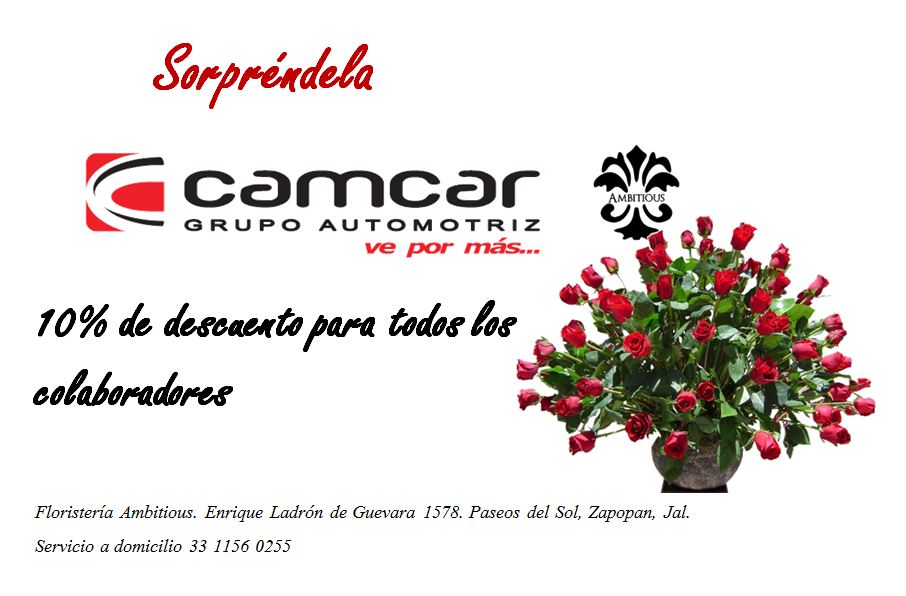 Sorpréndela
camcar
GRUPO AUTOMOTRIZ
ve por más...
AMBITIOUS
10% de descuento para todos los
colaboradores
Floristería Ambitious. Enrique Ladrón de Guevara 1578. Paseos del Sol, Zapopan, Jal.
Servicio a domicilio 33 1156 0255